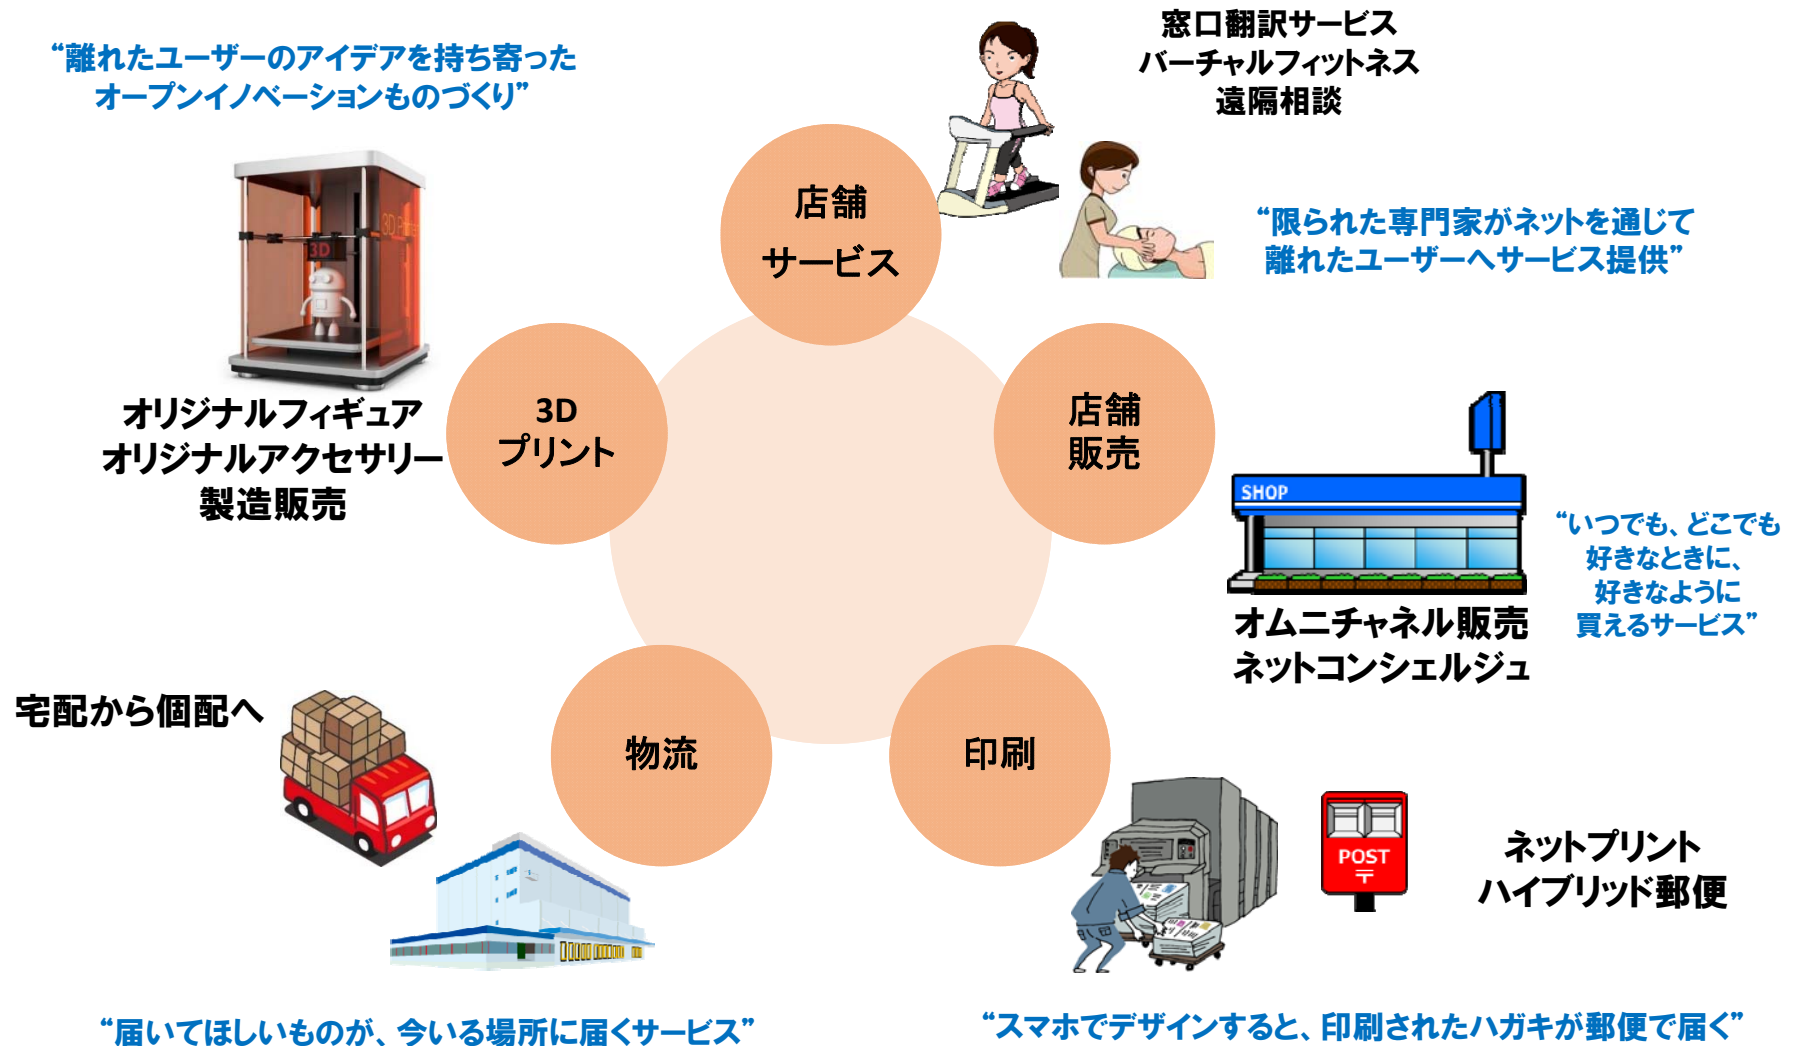 “離れたユーザーのアイデアを持ち寄った
オープンイノベーションものづくり”
窓口翻訳サービス
バーチャルフィットネス
遠隔相談
“限られた専門家がネットを通じて
離れたユーザーへサービス提供”
店舗
サービス
3D
オリジナルフィギュア
オリジナルアクセサリー
製造販売
3D
プリント
店舗
販売
SHOP
“いつでも、どこでも
好きなときに、
好きなように
買えるサービス”
オムニチャネル販売
ネットコンシェルジュ
宅配から個配へ
物流
印刷
POST
〒
ネットプリント
ハイブリッド郵便
“届いてほしいものが、今いる場所に届くサービス”
“スマホでデザインすると、印刷されたハガキが郵便で届く”